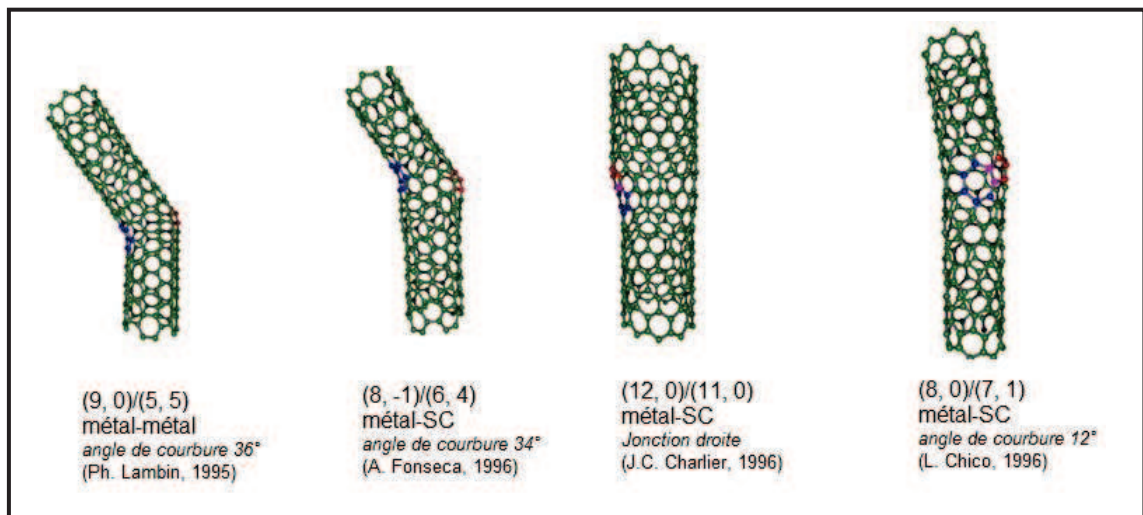 (9, 0)/(5, 5)
métal-métal
angle de courbure 36°
(Ph. Lambin, 1995)
(8, -1)/(6, 4)
métal-SC
angle de courbure 34°
(A. Fonseca, 1996)
(12, 0)/(11, 0)
métal-SC
Jonction droite
(J.C. Charlier, 1996)
(8, 0)/(7, 1)
métal-SC
angle de courbure 12°
(L. Chico, 1996)